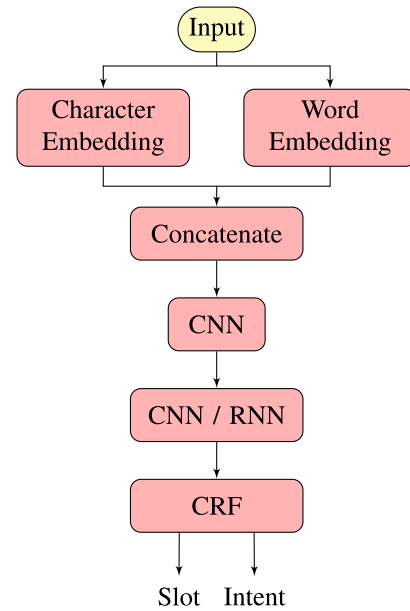 Input
Character
Embedding
Word
Embedding
Concatenate
CNN
CNN / RNN
CRF
Slot Intent